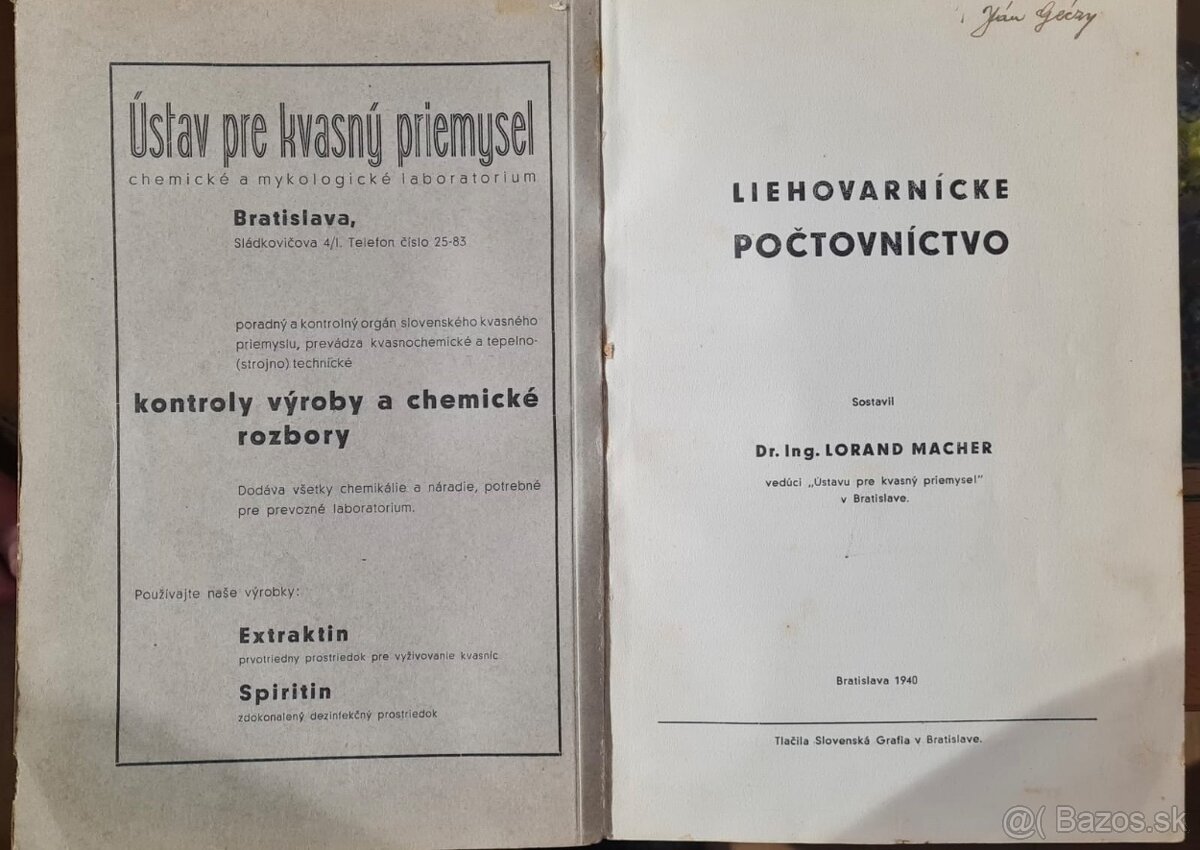 Ústav pre kvasný priemysel
chemické a mykologické laboratorium
Bratislava,
Sládkovičova 4/I. Telefon číslo 25-83
poradný a kontrolný orgán slovenského kvasného
priemyslu, prevádza kvasnochemické a tepelno-
(strojno) technické
kontroly výroby a chemické
rozbory
Dodáva všetky chemikálie a náradie, potrebné
pre prevozné laboratorium.
Používajte naše výrobky:
Extraktin
prvotriedny prostriedok pre vyživovanie kvasníc
Spiritin
zdokonalený dezinfekčný prostriedok
Ján Géczy
LIEHOVARNÍCKE
POČTOVNÍCTVO
Sostavil
Dr. Ing. LORAND MACHER
vedúci „Ústavu pre kvasný priemysel"
v Bratislave.
Bratislava 1940
Tlačila Slovenská Grafia v Bratislave.
@( Bazos.sk